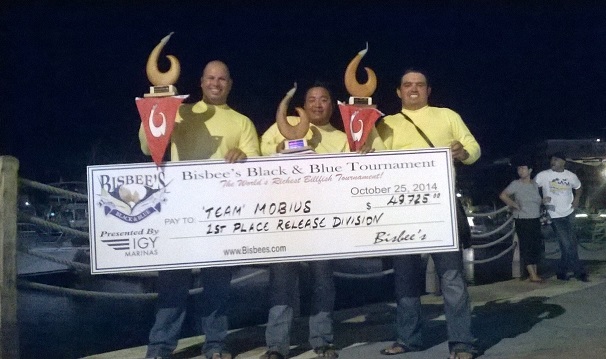 BISBEE'S
BLACK & BLUE
Presented By
IGY
MARINAS
Bisbee's Black & Blue Tournament
The World's Richest Billfish Tournament!
October 25, 2014
PAY TO: 'TEAM' MOBIUS $ 49725.00
1ST PLACE RELEASE DIVISION
www.Bisbees.com
Bisbee's